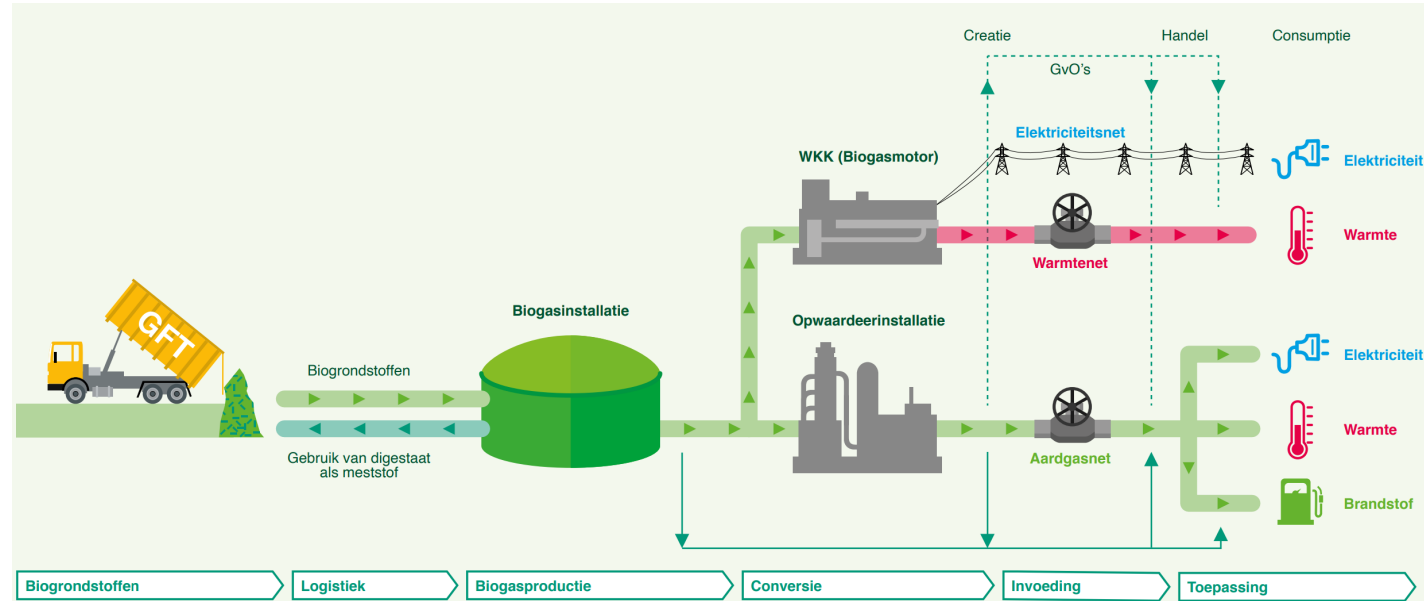 Creatie
Handel
Consumptie
GvO's
Elektriciteitsnet
WKK (Biogasmotor)
Elektriciteit
Warmte
Warmtenet
Biogasinstallatie
Opwaardeerinstallatie
GFT
Elektriciteit
Biogrondstoffen
Warmte
Gebruik van digestaat
als meststof
Aardgasnet
Brandstof
Biogrondstoffen
Logistiek
Biogasproductie
Conversie
Invoeding
Toepassing